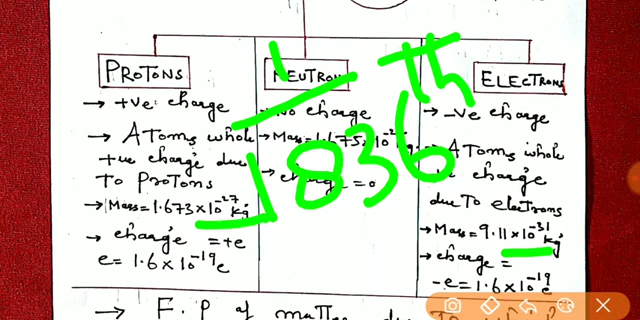 PROTONS
→ +ve charge
→ ATOMs whole
+ve charge due
To Protons
→ Mass = 1.673 × 10⁻²⁷ kg
→ charge = +e
e = 1.6 × 10⁻¹⁹ e
NEUTRON
No charge
→ Mass = 1.675 × 10
→ charge = 0
ELECTRONS
→ -ve charge
→ ATOMs whole
charge
due To electrons
→ Mass = 9.11 × 10⁻³¹ kg
→ charge =
-e = 1.6 × 10⁻¹⁹ e
1
1836th
→ F.P of matter